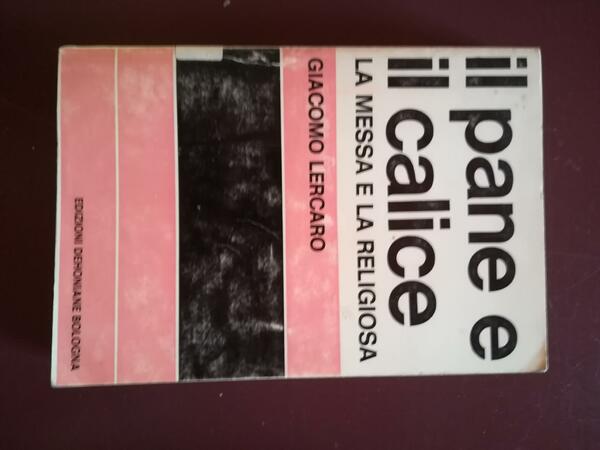 il pane e
il calice
LA MESSA E LA RELIGIOSA
GIACOMO LERCARO
EDIZIONI DEHONIANE BOLOGNA